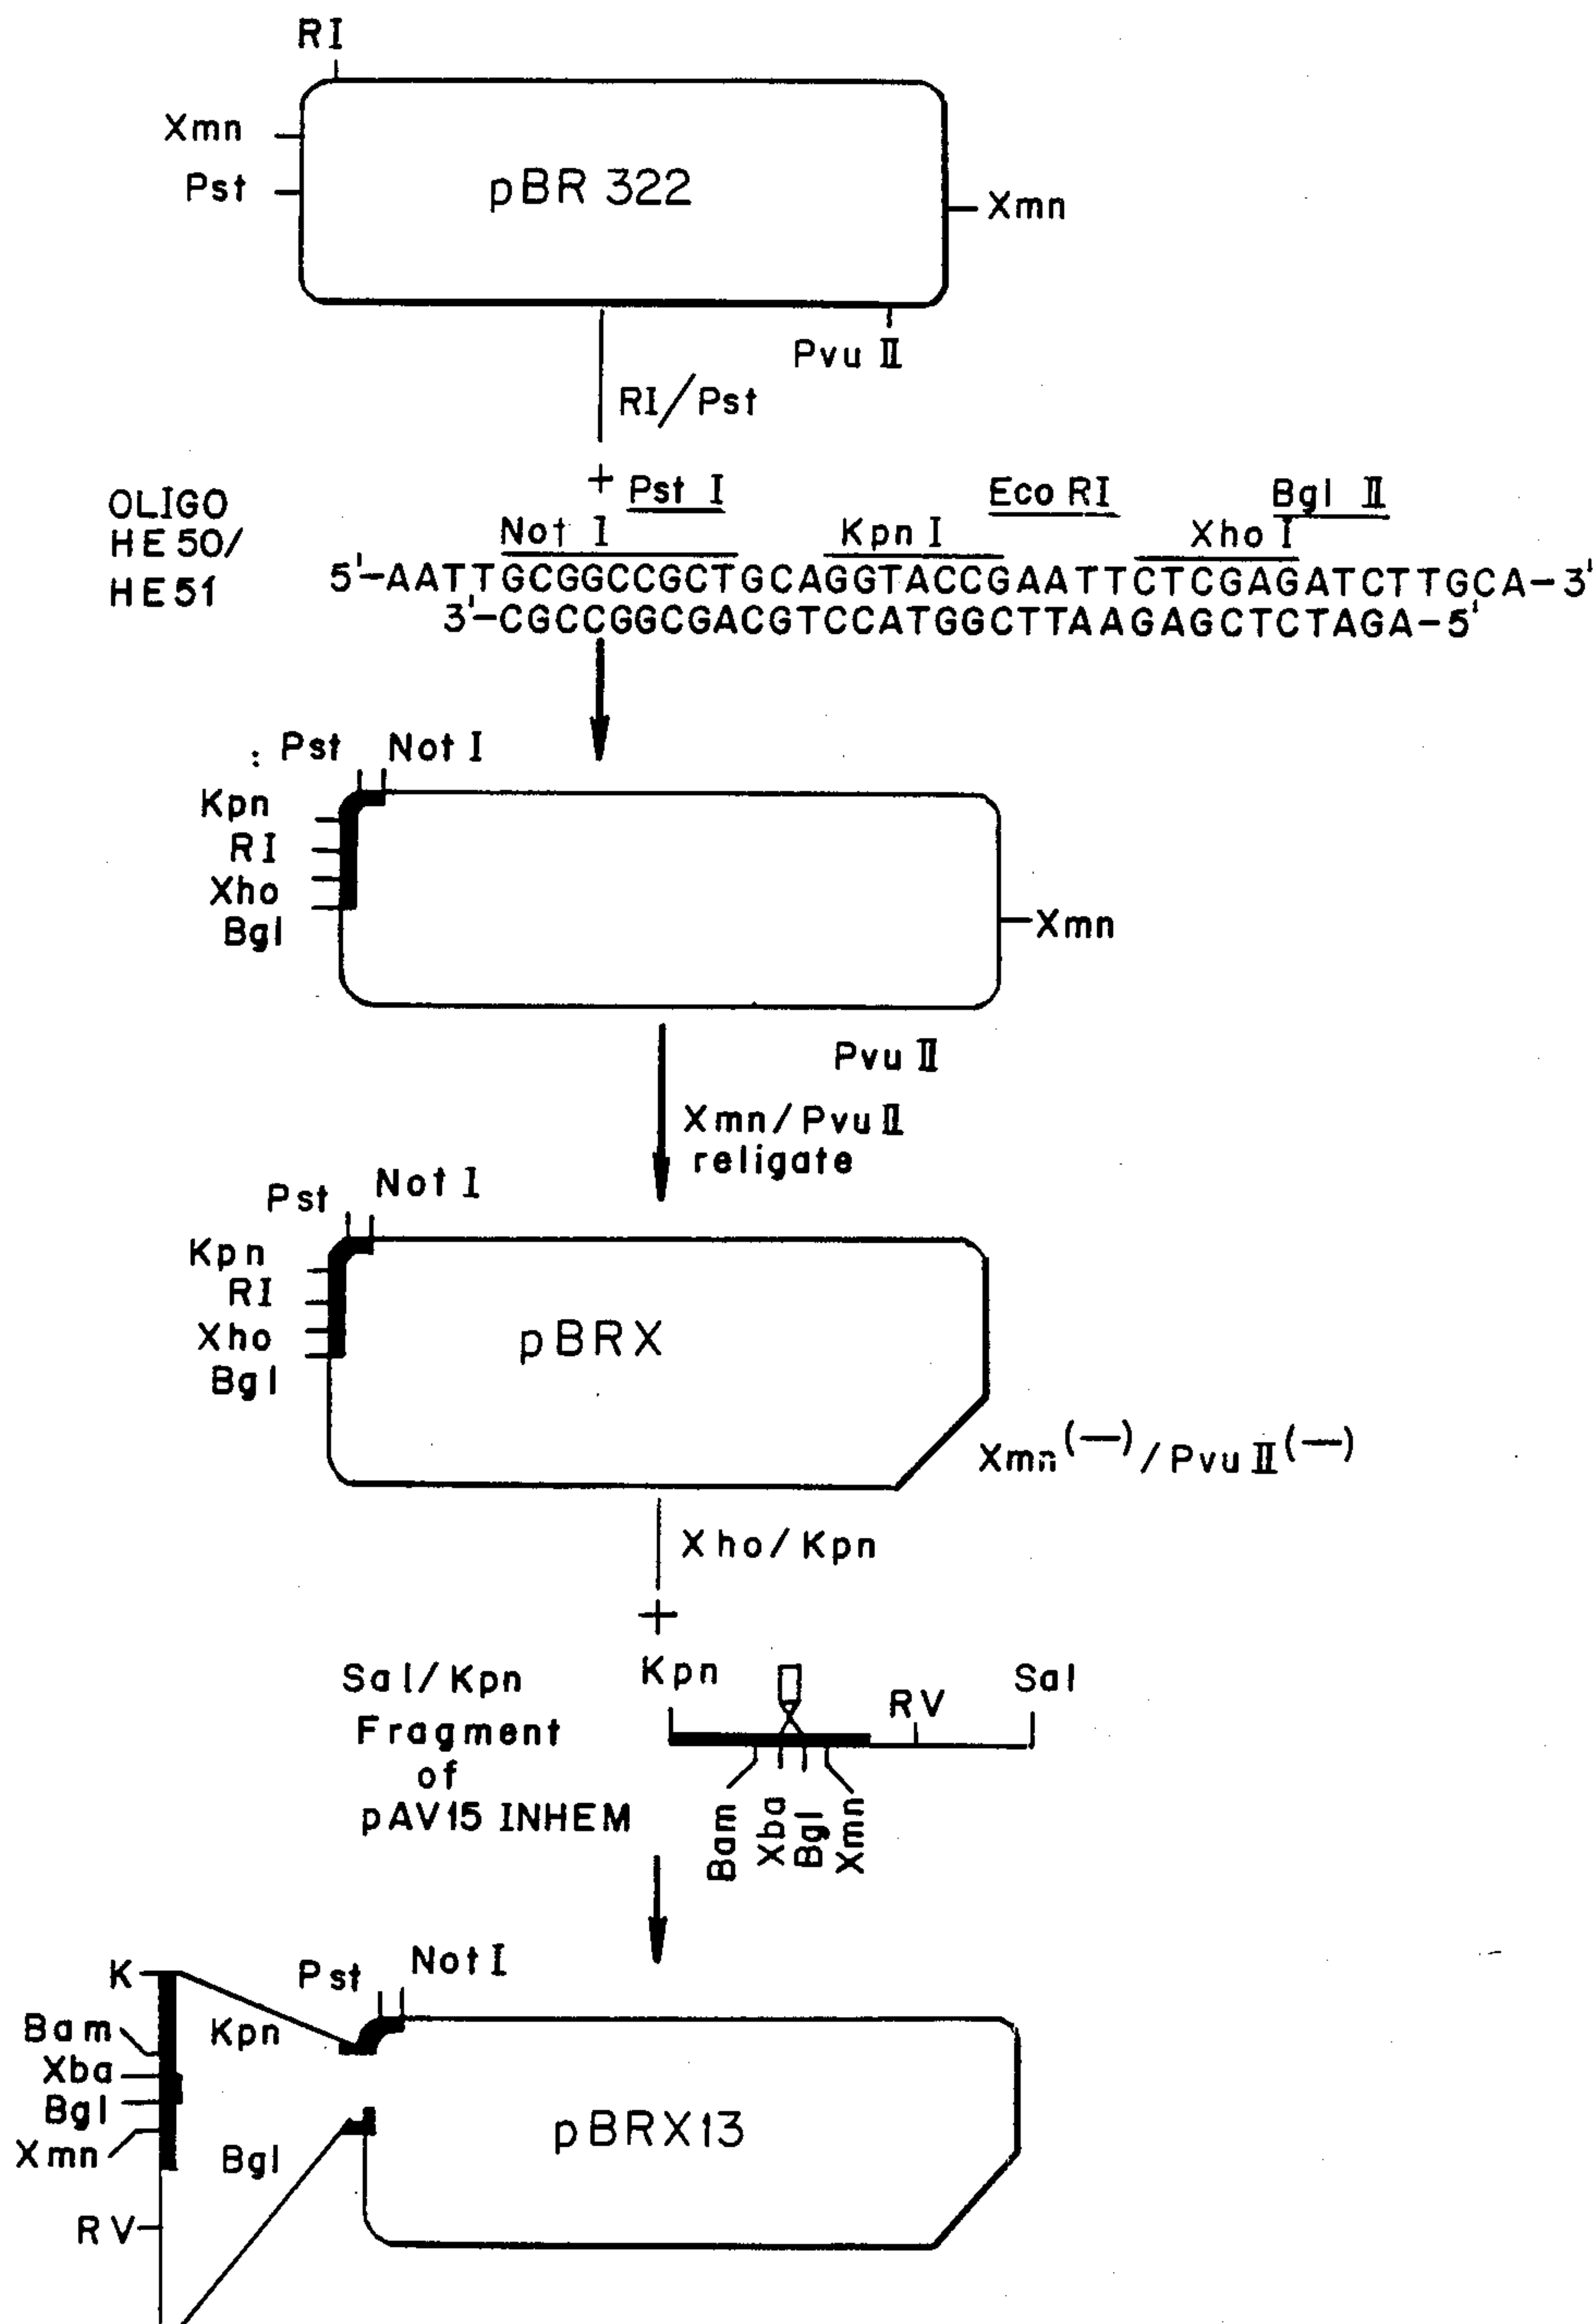 RI
Xmn
Pst
pBR 322
Xmn
Pvu II
RI/Pst
+
OLIGO
HE 50/
HE51
Pst I
Eco RI
Bgl II
Not I
Kpn I
Xho I
5'-AATTGCGGCCGCTGCAGGTACCGAATTCTCGAGATCTTGCA-3'
3'-CGCCGGCGACGTCCATGGCTTAAGAGCTCTAGA-5'
: Pst
Not I
Kpn
RI
Xho
Bgl
Xmn
Pvu II
Xmn/Pvu II
religate
Pst
Not I
Kpn
RI
Xho
Bgl
pBRX
Xmn(—)/Pvu II(—)
Xho/Kpn
+
Sal/Kpn
Fragment
of
pAV15 INHEM
Kpn
RV
Sal
Bam
Xba
Bgl
Xmn
K
Pst
Not I
Bam
Kpn
Xba
Bgl
Xmn
Bgl
pBRX13
RV